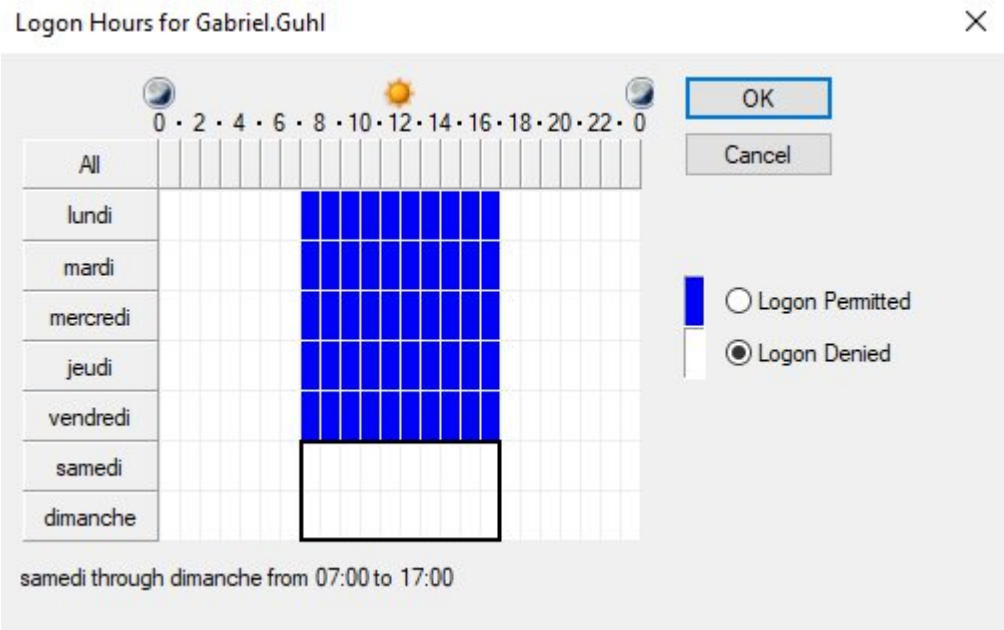 Logon Hours for Gabriel.Guhl
OK
Cancel
0 · 2 · 4 · 6 · 8 · 10 · 12 · 14 · 16 · 18 · 20 · 22 · 0
All
lundi
mardi
mercredi
jeudi
vendredi
samedi
dimanche
Logon Permitted
Logon Denied
samedi through dimanche from 07:00 to 17:00